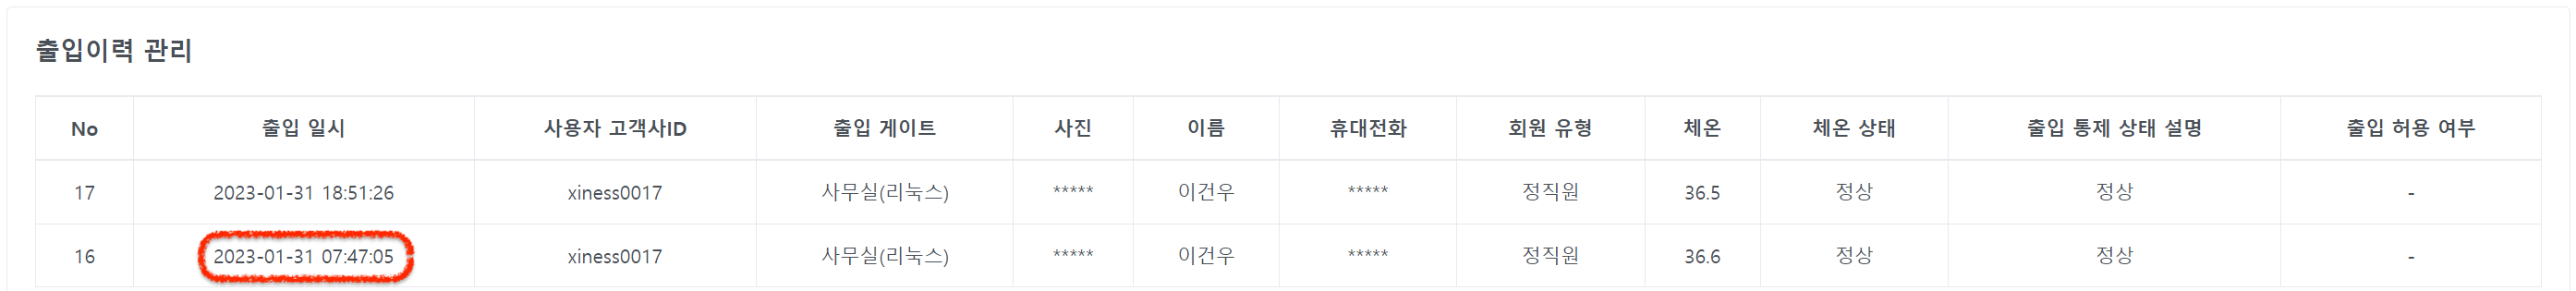 출입이력 관리
No 출입 일시 사용자 고객사ID 출입 게이트 사진 이름 휴대전화 회원 유형 체온 체온 상태 출입 통제 상태 설명 출입 허용 여부
17 2023-01-31 18:51:26 xiness0017 사무실(리눅스) ***** 이건우 ***** 정직원 36.5 정상 정상 -
16 2023-01-31 07:47:05 xiness0017 사무실(리눅스) ***** 이건우 ***** 정직원 36.6 정상 정상 -